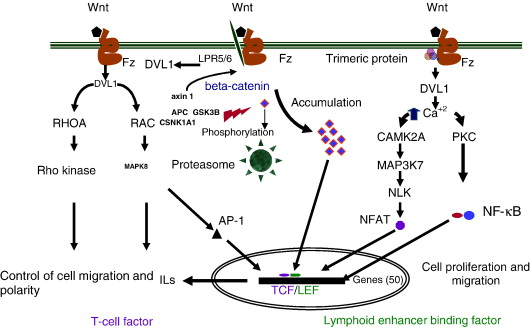 Wnt
Wnt
Wnt
Fz
DVL1
LPR5/6
Fz
Trimeric protein
Fz
DVL1
beta-catenin
DVL1
axin 1
Ca+2
RHOA
RAC
APC GSK3B
CSNK1A1
Accumulation
Phosphorylation
CAMK2A
PKC
Rho kinase
MAPK8
Proteasome
MAP3K7
NLK
AP-1
NFAT
NF-κB
Control of cell migration and
polarity
ILs
TCF/LEF
Genes (50)
Cell proliferation and
migration
T-cell factor
Lymphoid enhancer binding factor